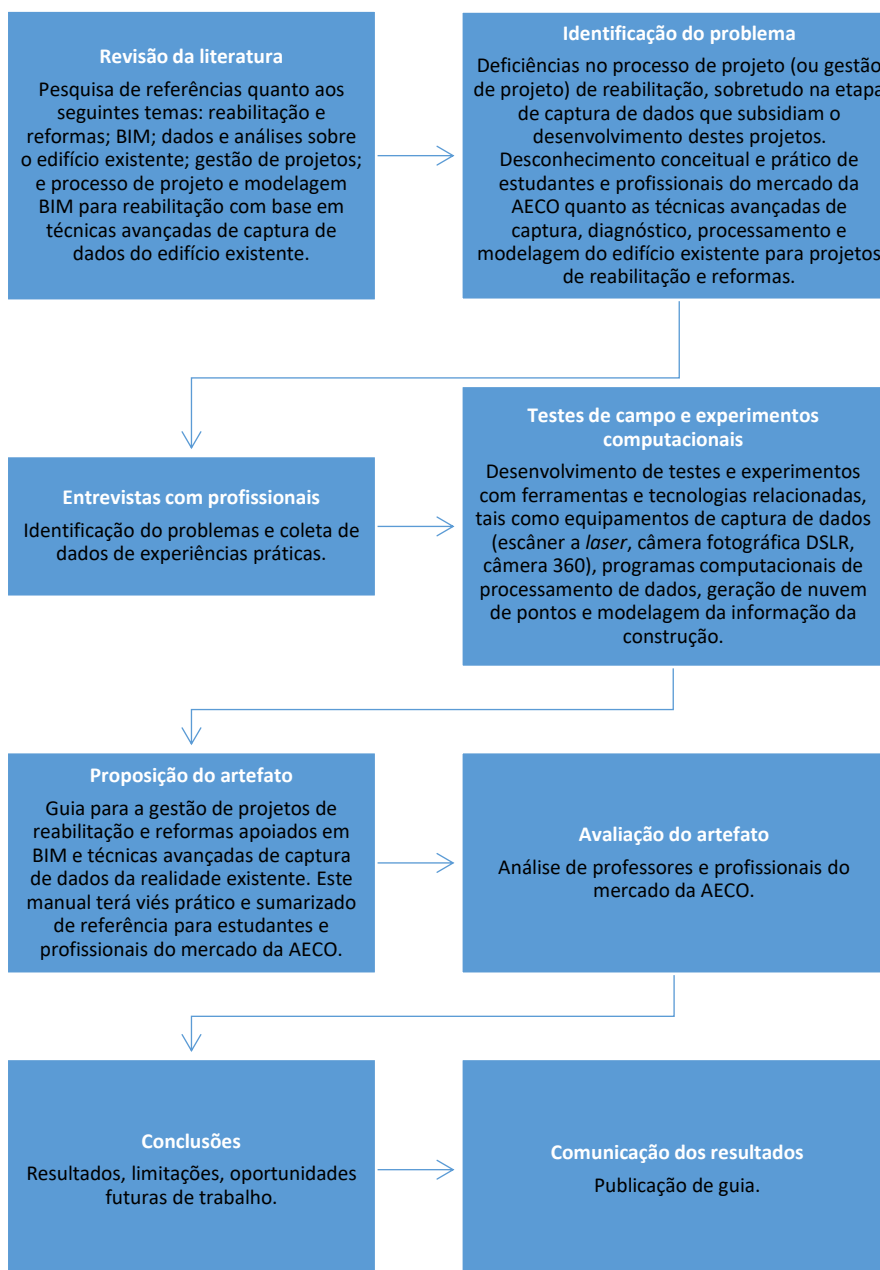 Revisão da literatura
Pesquisa de referências quanto aos
seguintes temas: reabilitação e
reformas; BIM; dados e análises sobre
o edifício existente; gestão de projetos;
e processo de projeto e modelagem
BIM para reabilitação com base em
técnicas avançadas de captura de
dados do edifício existente.
Identificação do problema
Deficiências no processo de projeto (ou gestão
de projeto) de reabilitação, sobretudo na etapa
de captura de dados que subsidiam o
desenvolvimento destes projetos.
Desconhecimento conceitual e prático de
estudantes e profissionais do mercado da
AECO quanto as técnicas avançadas de
captura, diagnóstico, processamento e
modelagem do edifício existente para projetos
de reabilitação e reformas.
Entrevistas com profissionais
Identificação do problemas e coleta de
dados de experiências práticas.
Testes de campo e experimentos
computacionais
Desenvolvimento de testes e experimentos
com ferramentas e tecnologias relacionadas,
tais como equipamentos de captura de dados
(escâner a laser, câmera fotográfica DSLR,
câmera 360), programas computacionais de
processamento de dados, geração de nuvem
de pontos e modelagem da informação da
construção.
Proposição do artefato
Guia para a gestão de projetos de
reabilitação e reformas apoiados em
BIM e técnicas avançadas de captura
de dados da realidade existente. Este
manual terá viés prático e sumarizado
de referência para estudantes e
profissionais do mercado da AECO.
Avaliação do artefato
Análise de professores e profissionais do
mercado da AECO.
Conclusões
Resultados, limitações, oportunidades
futuras de trabalho.
Comunicação dos resultados
Publicação de guia.